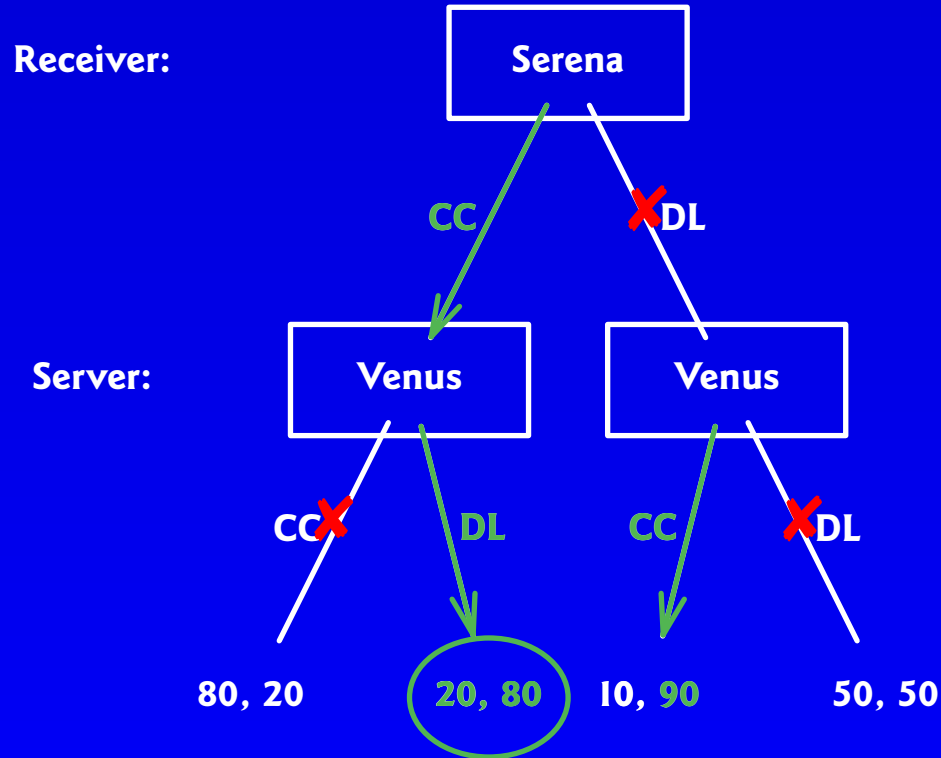 Receiver: Serena
CC DL
Server: Venus Venus
CC DL CC DL
80, 20 20, 80 10, 90 50, 50